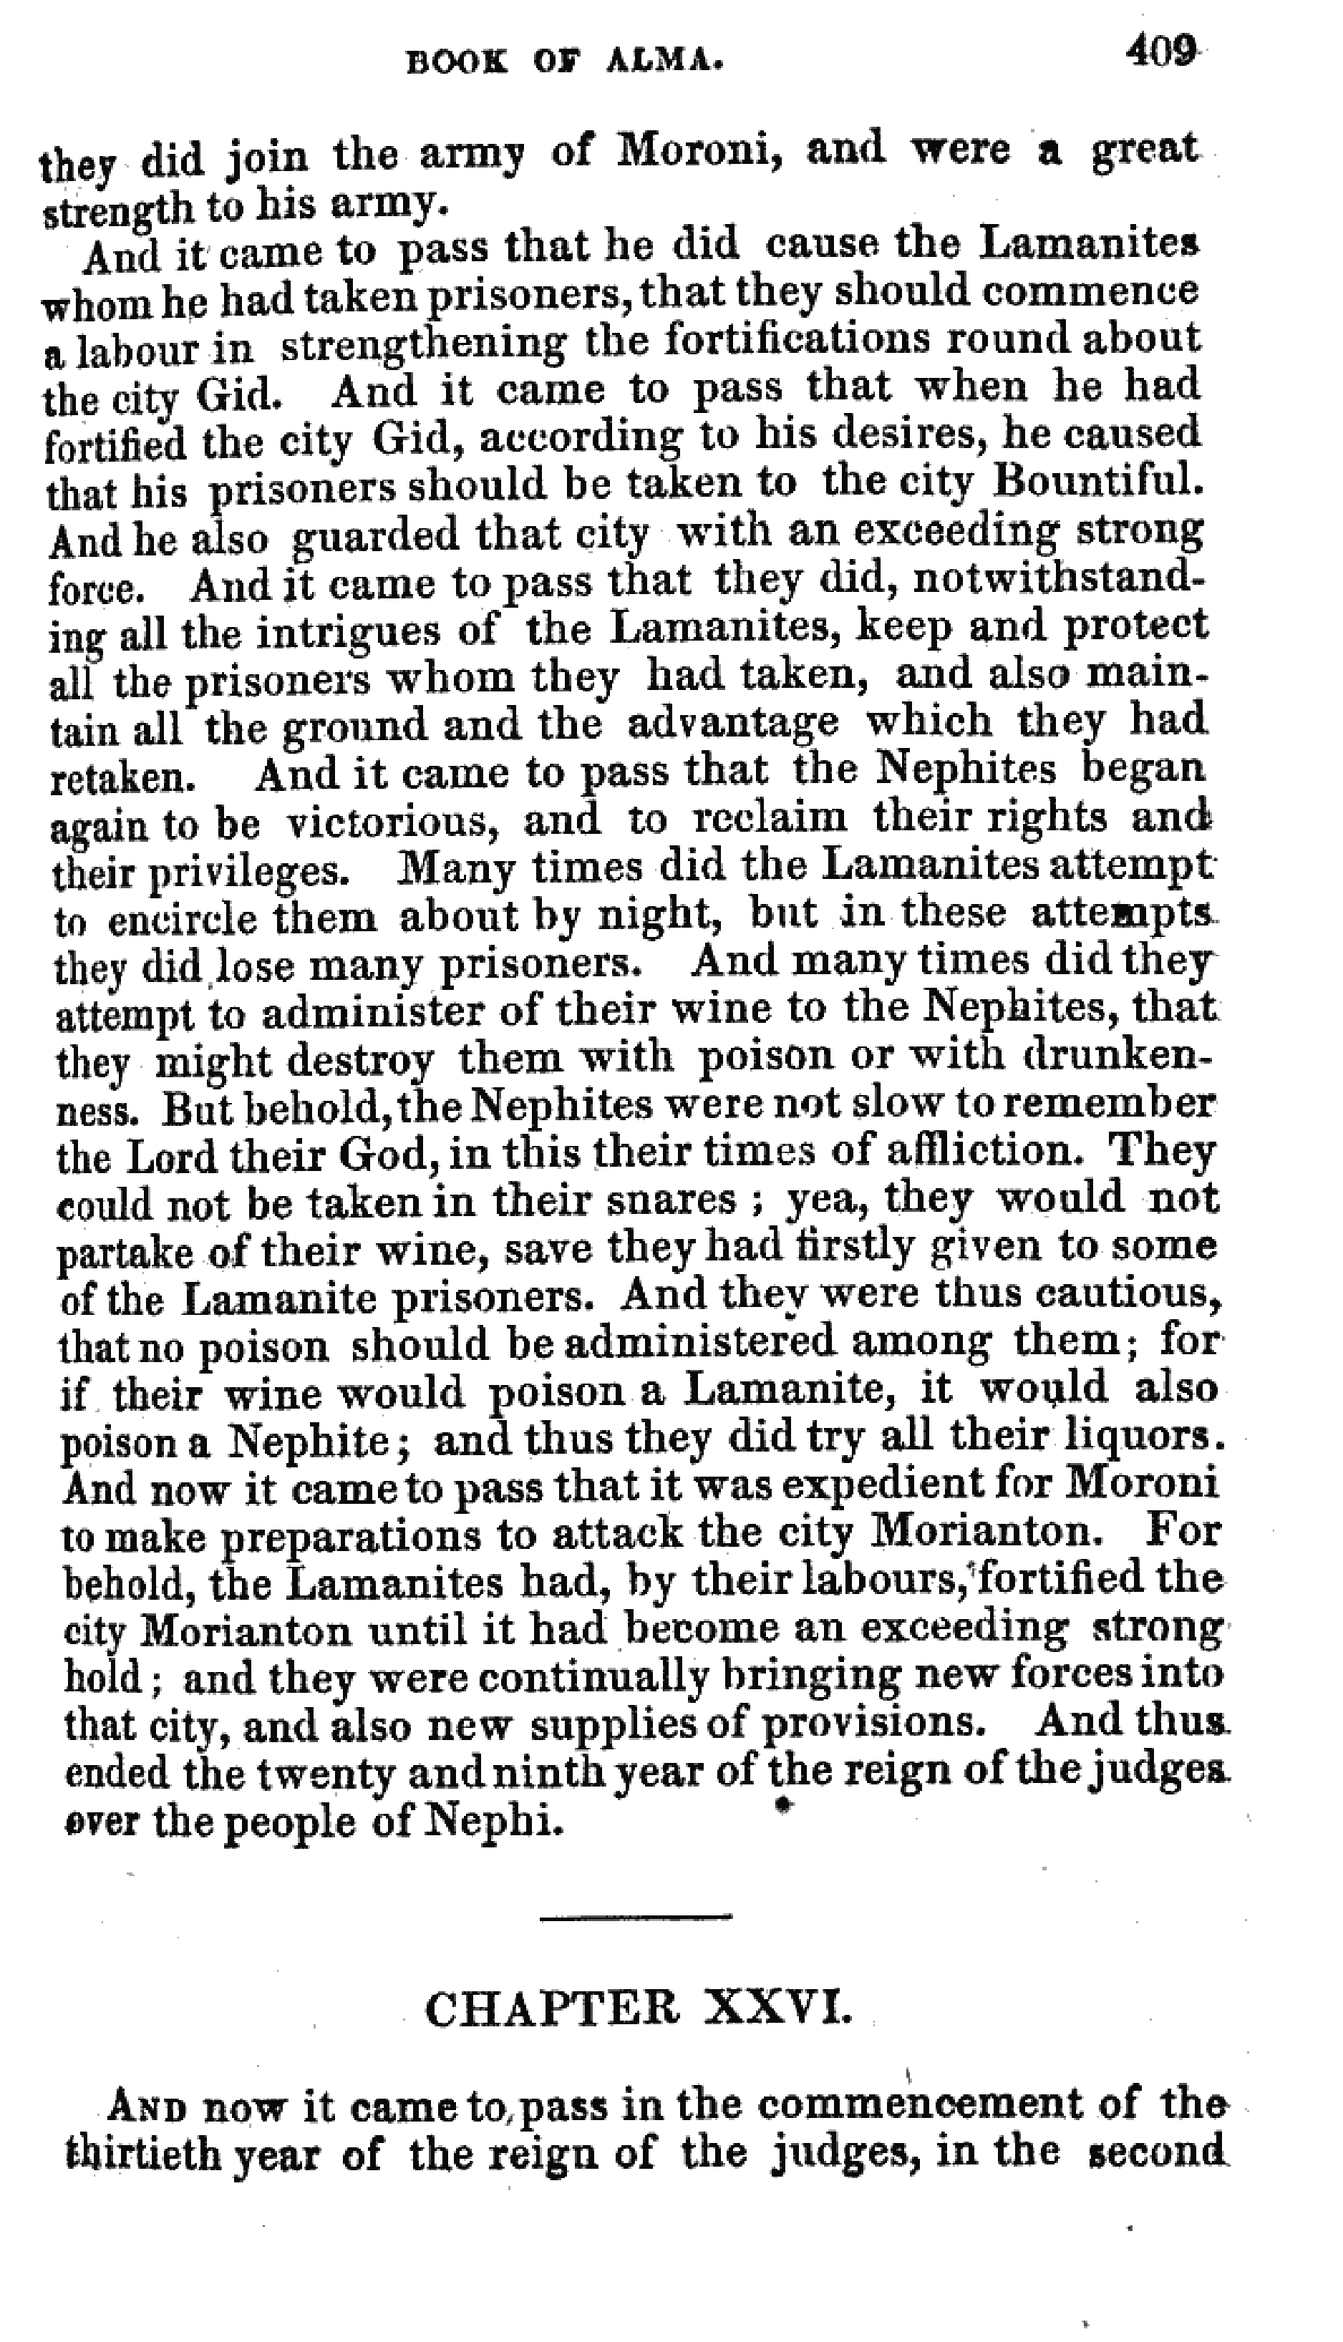 BOOK OF ALMA. 409
they did join the army of Moroni, and were a great
strength to his army.
And it came to pass that he did cause the Lamanites
whom he had taken prisoners, that they should commence
a labour in strengthening the fortifications round about
the city Gid. And it came to pass that when he had
fortified the city Gid, according to his desires, he caused
that his prisoners should be taken to the city Bountiful.
And he also guarded that city with an exceeding strong
force. And it came to pass that they did, notwithstand-
ing all the intrigues of the Lamanites, keep and protect
all the prisoners whom they had taken, and also main-
tain all the ground and the advantage which they had
retaken. And it came to pass that the Nephites began
again to be victorious, and to reclaim their rights and
their privileges. Many times did the Lamanites attempt
to encircle them about by night, but in these attempts
they did lose many prisoners. And many times did they
attempt to administer of their wine to the Nephites, that
they might destroy them with poison or with drunken-
ness. But behold, the Nephites were not slow to remember
the Lord their God, in this their times of affliction. They
could not be taken in their snares ; yea, they would not
partake of their wine, save they had firstly given to some
of the Lamanite prisoners. And they were thus cautious,
that no poison should be administered among them; for
if their wine would poison a Lamanite, it would also
poison a Nephite; and thus they did try all their liquors.
And now it came to pass that it was expedient for Moroni
to make preparations to attack the city Morianton. For
behold, the Lamanites had, by their labours, fortified the
city Morianton until it had become an exceeding strong
hold; and they were continually bringing new forces into
that city, and also new supplies of provisions. And thus
ended the twenty and ninth year of the reign of the judges
over the people of Nephi.
CHAPTER XXVI.
AND now it came to pass in the commencement of the
thirtieth year of the reign of the judges, in the second